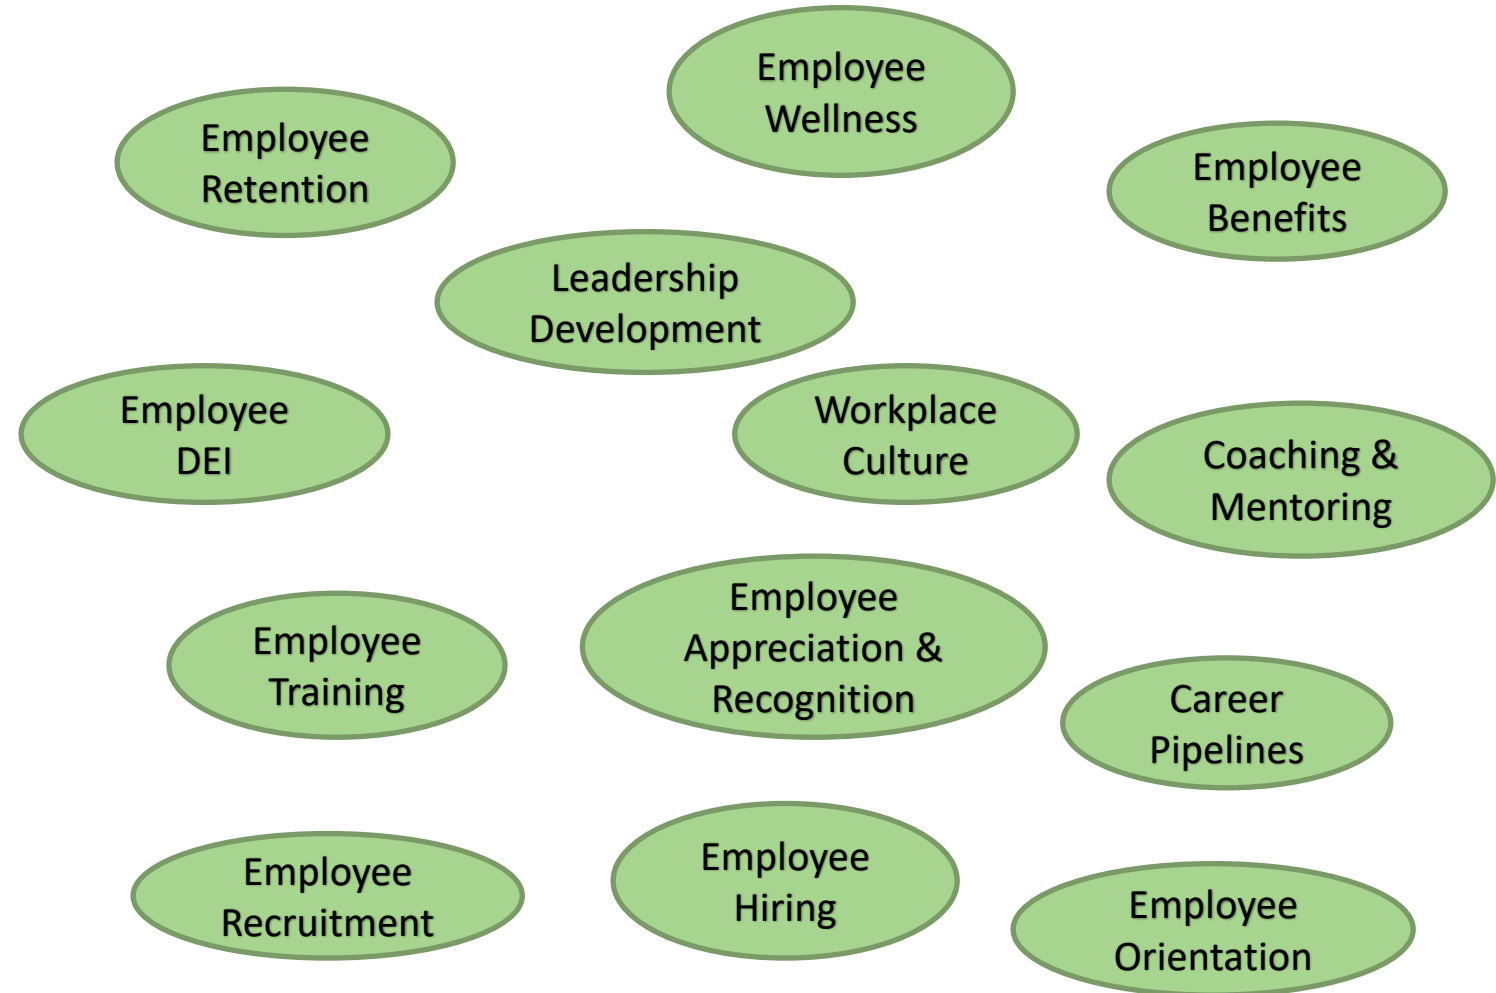 Employee
Wellness
Employee
Retention
Employee
Benefits
Leadership
Development
Employee
DEI
Workplace
Culture
Coaching &
Mentoring
Employee
Training
Employee
Appreciation &
Recognition
Career
Pipelines
Employee
Recruitment
Employee
Hiring
Employee
Orientation